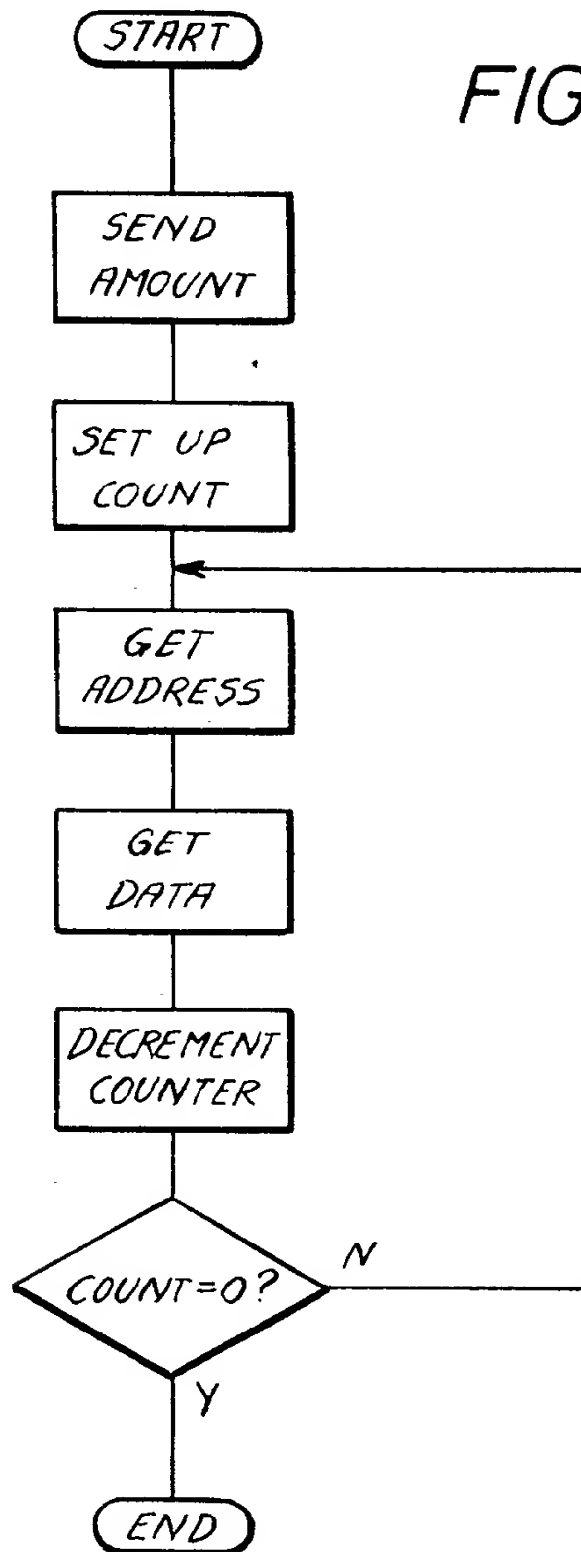 START
FIG
SEND
AMOUNT
SET UP
COUNT
GET
ADDRESS
GET
DATA
DECREMENT
COUNTER
COUNT=0?
N
Y
END